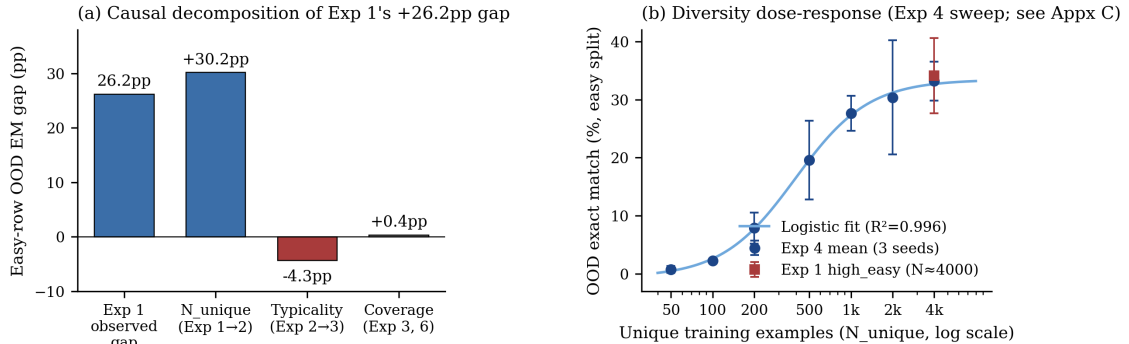 (a) Causal decomposition of Exp 1's +26.2pp gap
Easy-row OOD EM gap (pp)
30
20
10
0
−10
26.2pp
+30.2pp
-4.3pp
+0.4pp
Exp 1
observed
gap
N_unique
(Exp 1→2)
Typicality
(Exp 2→3)
Coverage
(Exp 3, 6)
(b) Diversity dose-response (Exp 4 sweep; see Appx C)
OOD exact match (%, easy split)
40
30
20
10
0
Logistic fit (R²=0.996)
Exp 4 mean (3 seeds)
Exp 1 high_easy (N≈4000)
50 100 200 500 1k 2k 4k
Unique training examples (N_unique, log scale)